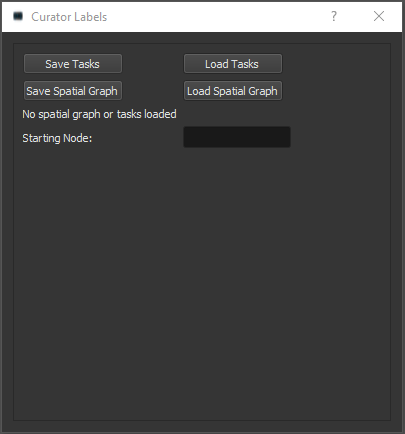 Curator Labels ?
Save Tasks Load Tasks
Save Spatial Graph Load Spatial Graph
No spatial graph or tasks loaded
Starting Node: